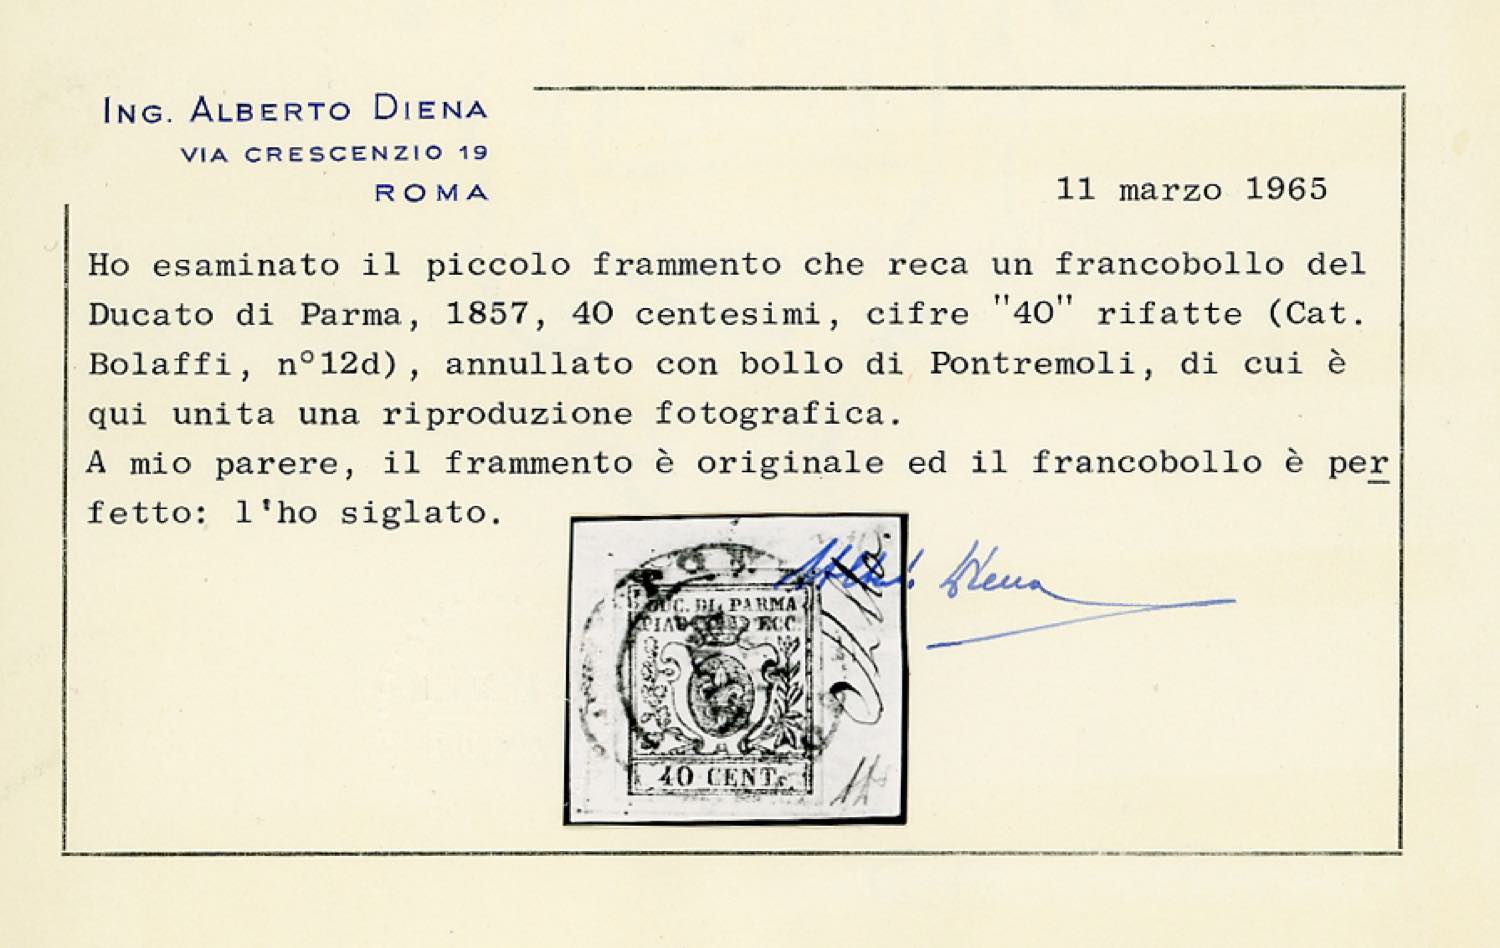 ING. ALBERTO DIENA
VIA CRESCENZIO 19
ROMA
11 marzo 1965
Ho esaminato il piccolo frammento che reca un francobollo del
Ducato di Parma, 1857, 40 centesimi, cifre "40" rifatte (Cat.
Bolaffi, n°12d), annullato con bollo di Pontremoli, di cui è
qui unita una riproduzione fotografica.
A mio parere, il frammento è originale ed il francobollo è per
fetto: l'ho siglato.
Diena
DUC. DI PARMA
ECC.
40 CENT.